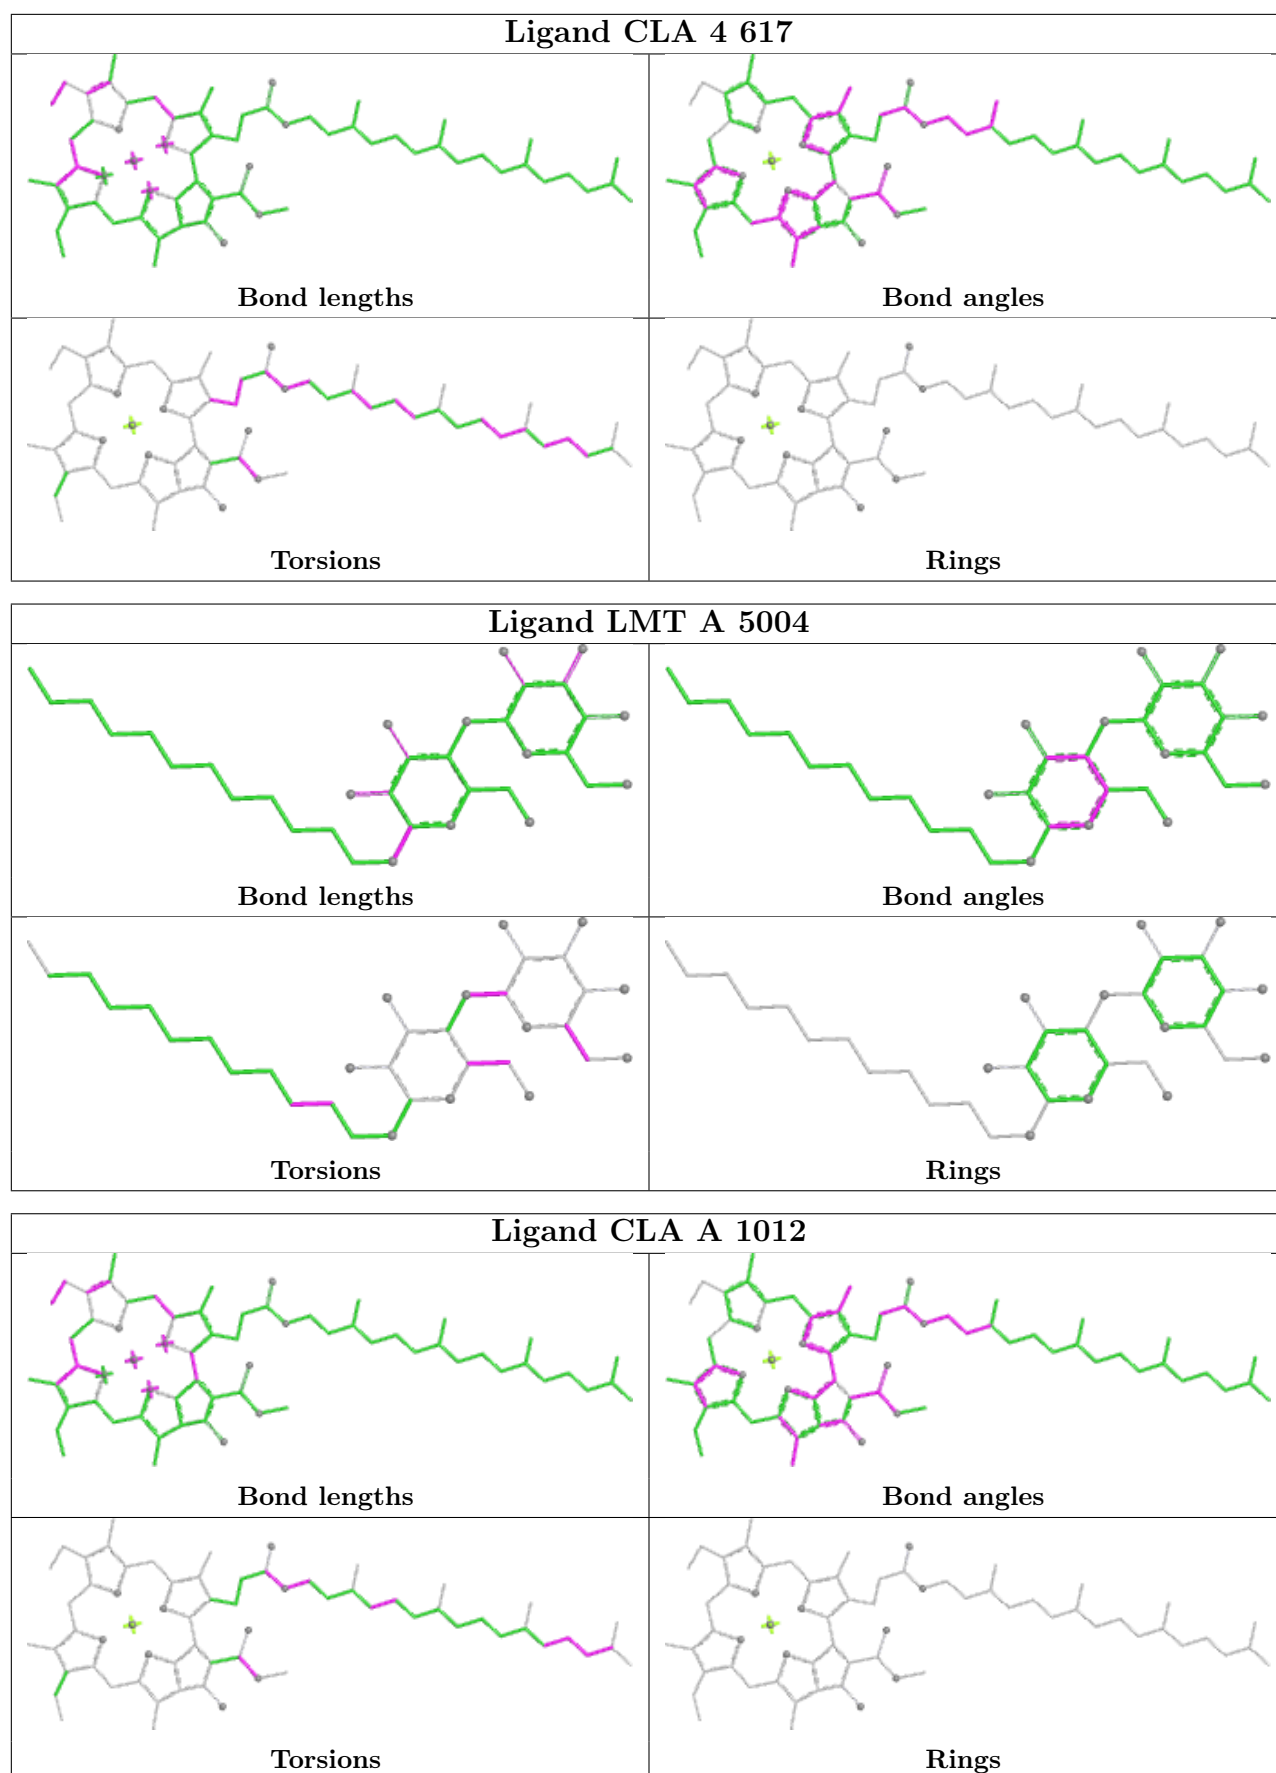 Ligand CLA 4 617
Bond lengths
Bond angles
Torsions
Rings
Ligand LMT A 5004
Bond lengths
Bond angles
Torsions
Rings
Ligand CLA A 1012
Bond lengths
Bond angles
Torsions
Rings